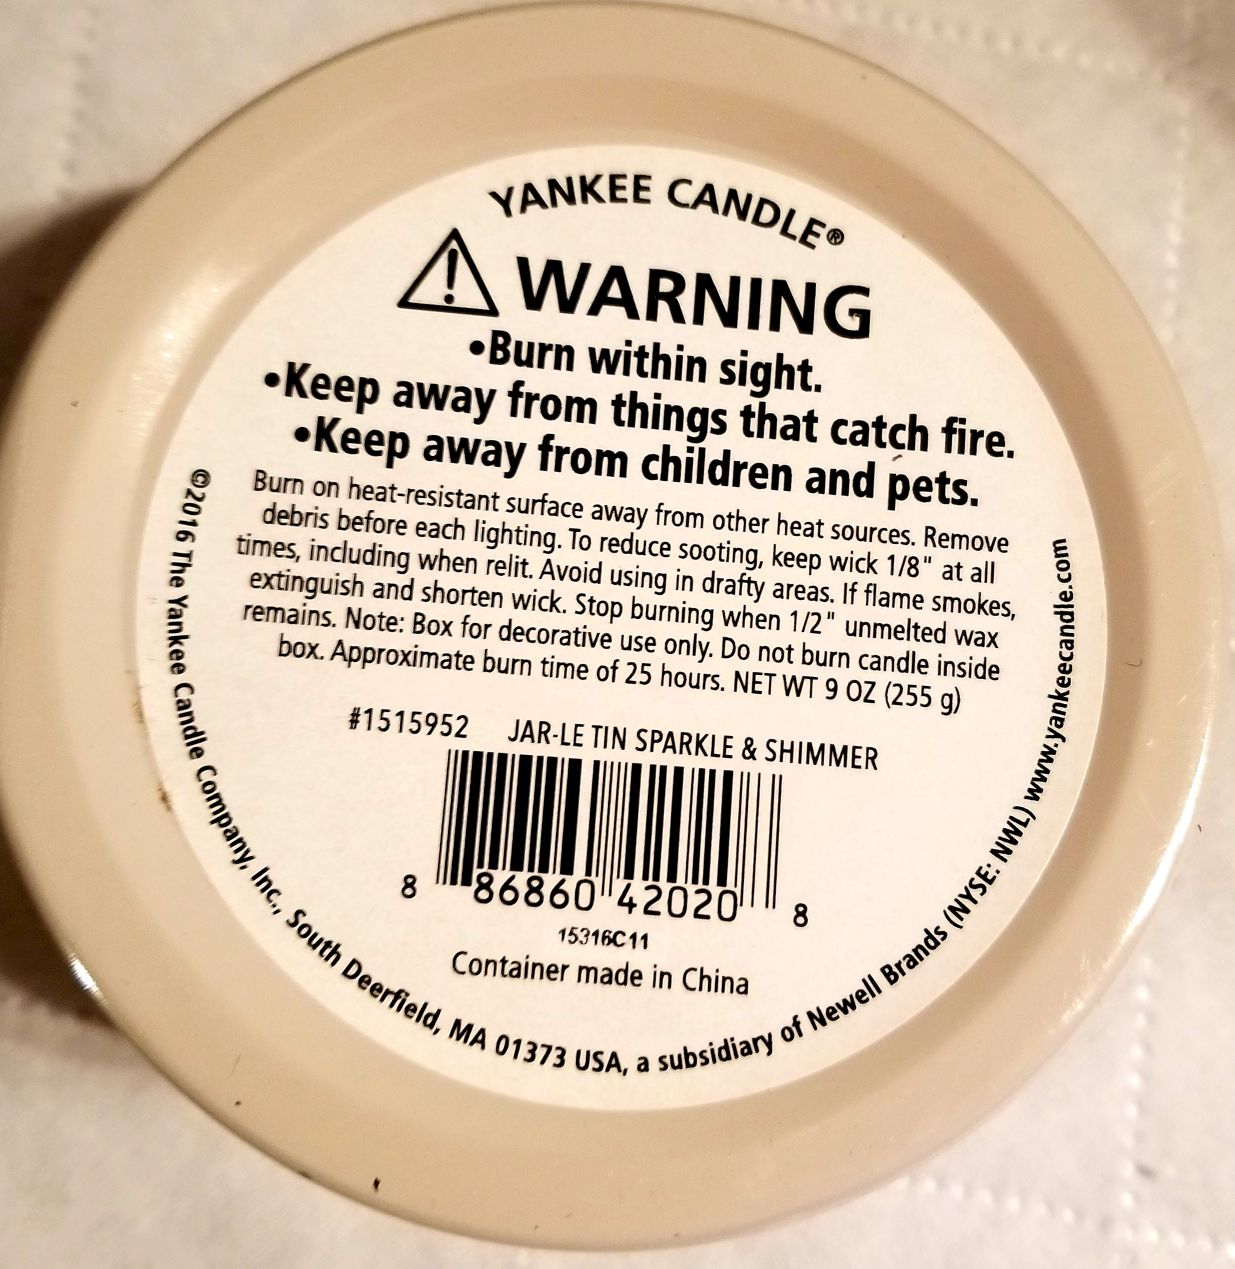 YANKEE CANDLE®
WARNING
•Burn within sight.
•Keep away from things that catch fire.
•Keep away from children and pets.
Burn on heat-resistant surface away from other heat sources. Remove
debris before each lighting. To reduce sooting, keep wick 1/8" at all
times, including when relit. Avoid using in drafty areas. If flame smokes,
extinguish and shorten wick. Stop burning when 1/2" unmelted wax
remains. Note: Box for decorative use only. Do not burn candle inside
box. Approximate burn time of 25 hours. NET WT 9 OZ (255 g)
#1515952 JAR-LE TIN SPARKLE & SHIMMER
8 86860 42020 8
15316C11
Container made in China
©2016 The Yankee Candle Company, Inc., South Deerfield, MA 01373 USA, a subsidiary of Newell Brands (NYSE: NWL) www.yankeecandle.com